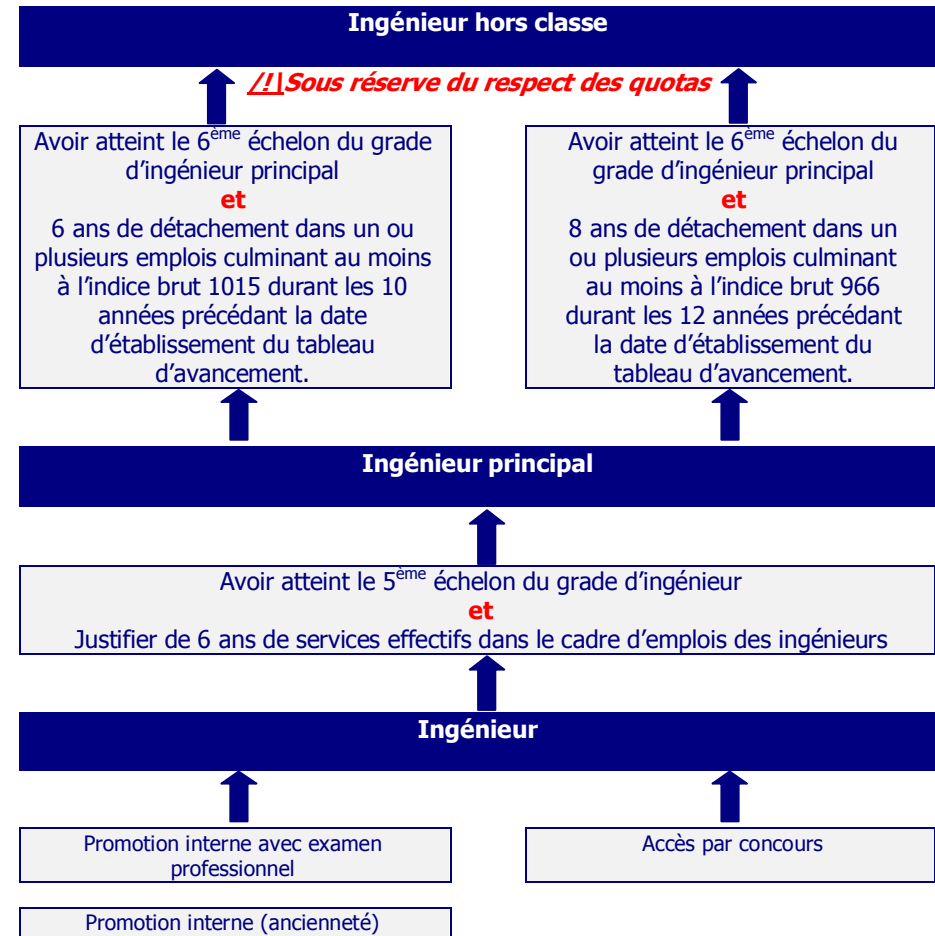 Ingénieur hors classe
/!\Sous réserve du respect des quotas
Avoir atteint le 6ème échelon du grade
d'ingénieur principal
et
6 ans de détachement dans un ou
plusieurs emplois culminant au moins
à l'indice brut 1015 durant les 10
années précédant la date
d'établissement du tableau
d'avancement.
Avoir atteint le 6ème échelon du
grade d'ingénieur principal
et
8 ans de détachement dans un
ou plusieurs emplois culminant
au moins à l'indice brut 966
durant les 12 années précédant
la date d'établissement du
tableau d'avancement.
Ingénieur principal
Avoir atteint le 5ème échelon du grade d'ingénieur
et
Justifier de 6 ans de services effectifs dans le cadre d'emplois des ingénieurs
Ingénieur
Promotion interne avec examen
professionnel
Accès par concours
Promotion interne (ancienneté)